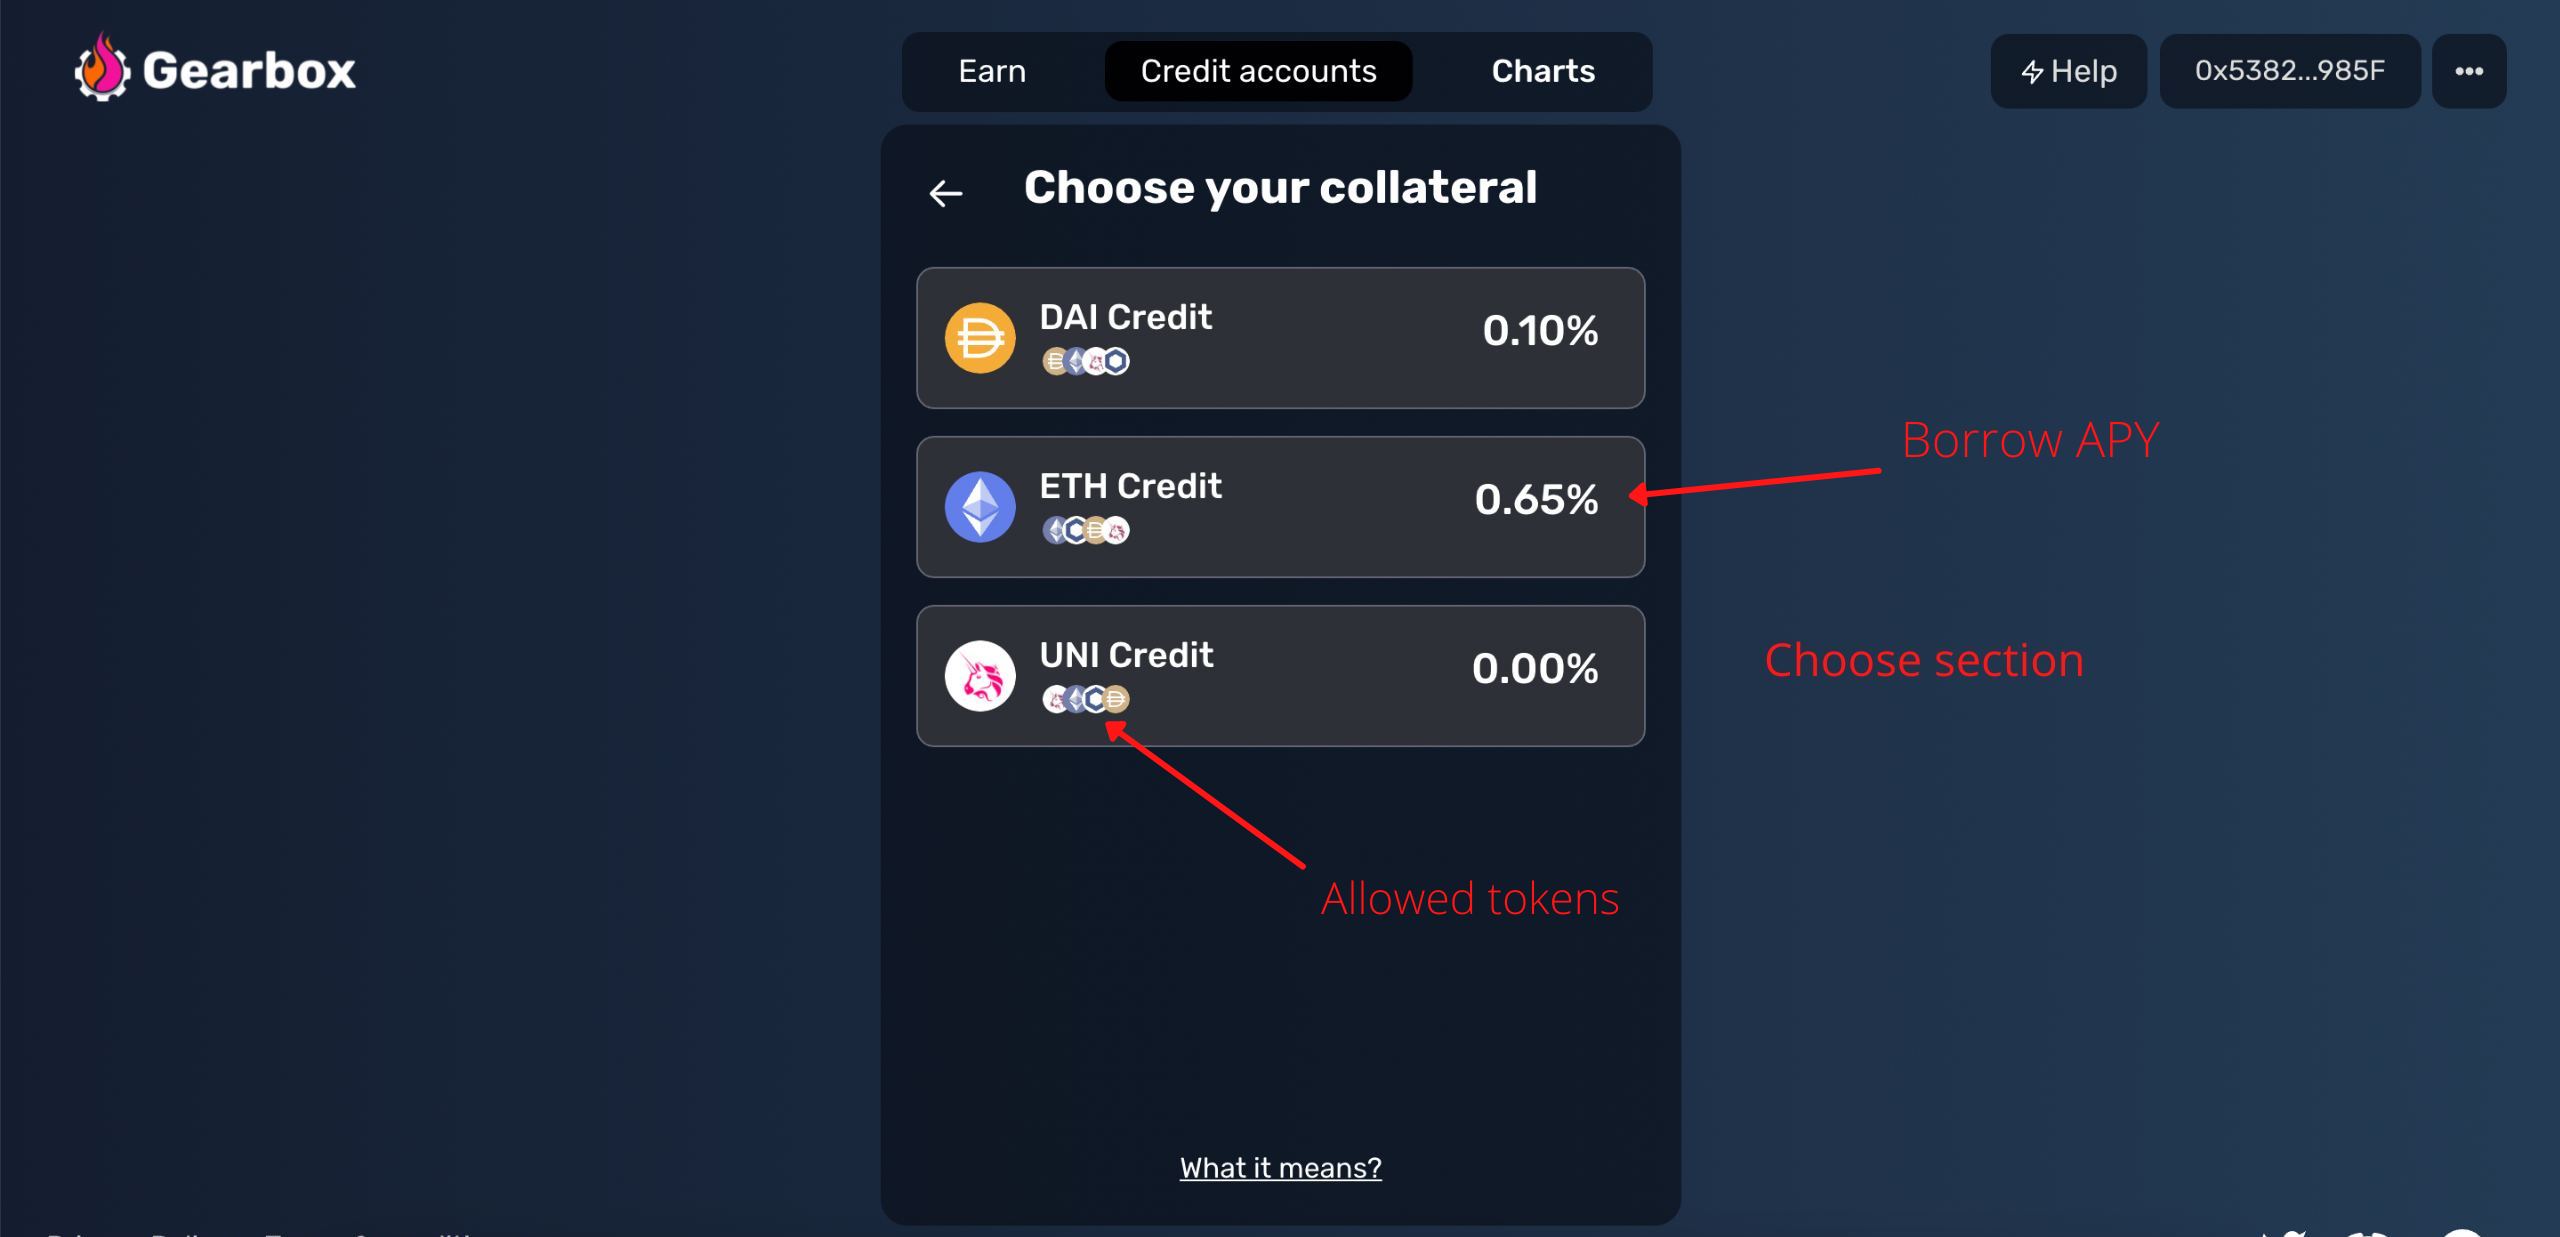 Gearbox
Earn
Credit accounts
Charts
Help
0x5382...985F
Choose your collateral
DAI Credit
0.10%
Borrow APY
ETH Credit
0.65%
UNI Credit
0.00%
Choose section
Allowed tokens
What it means?